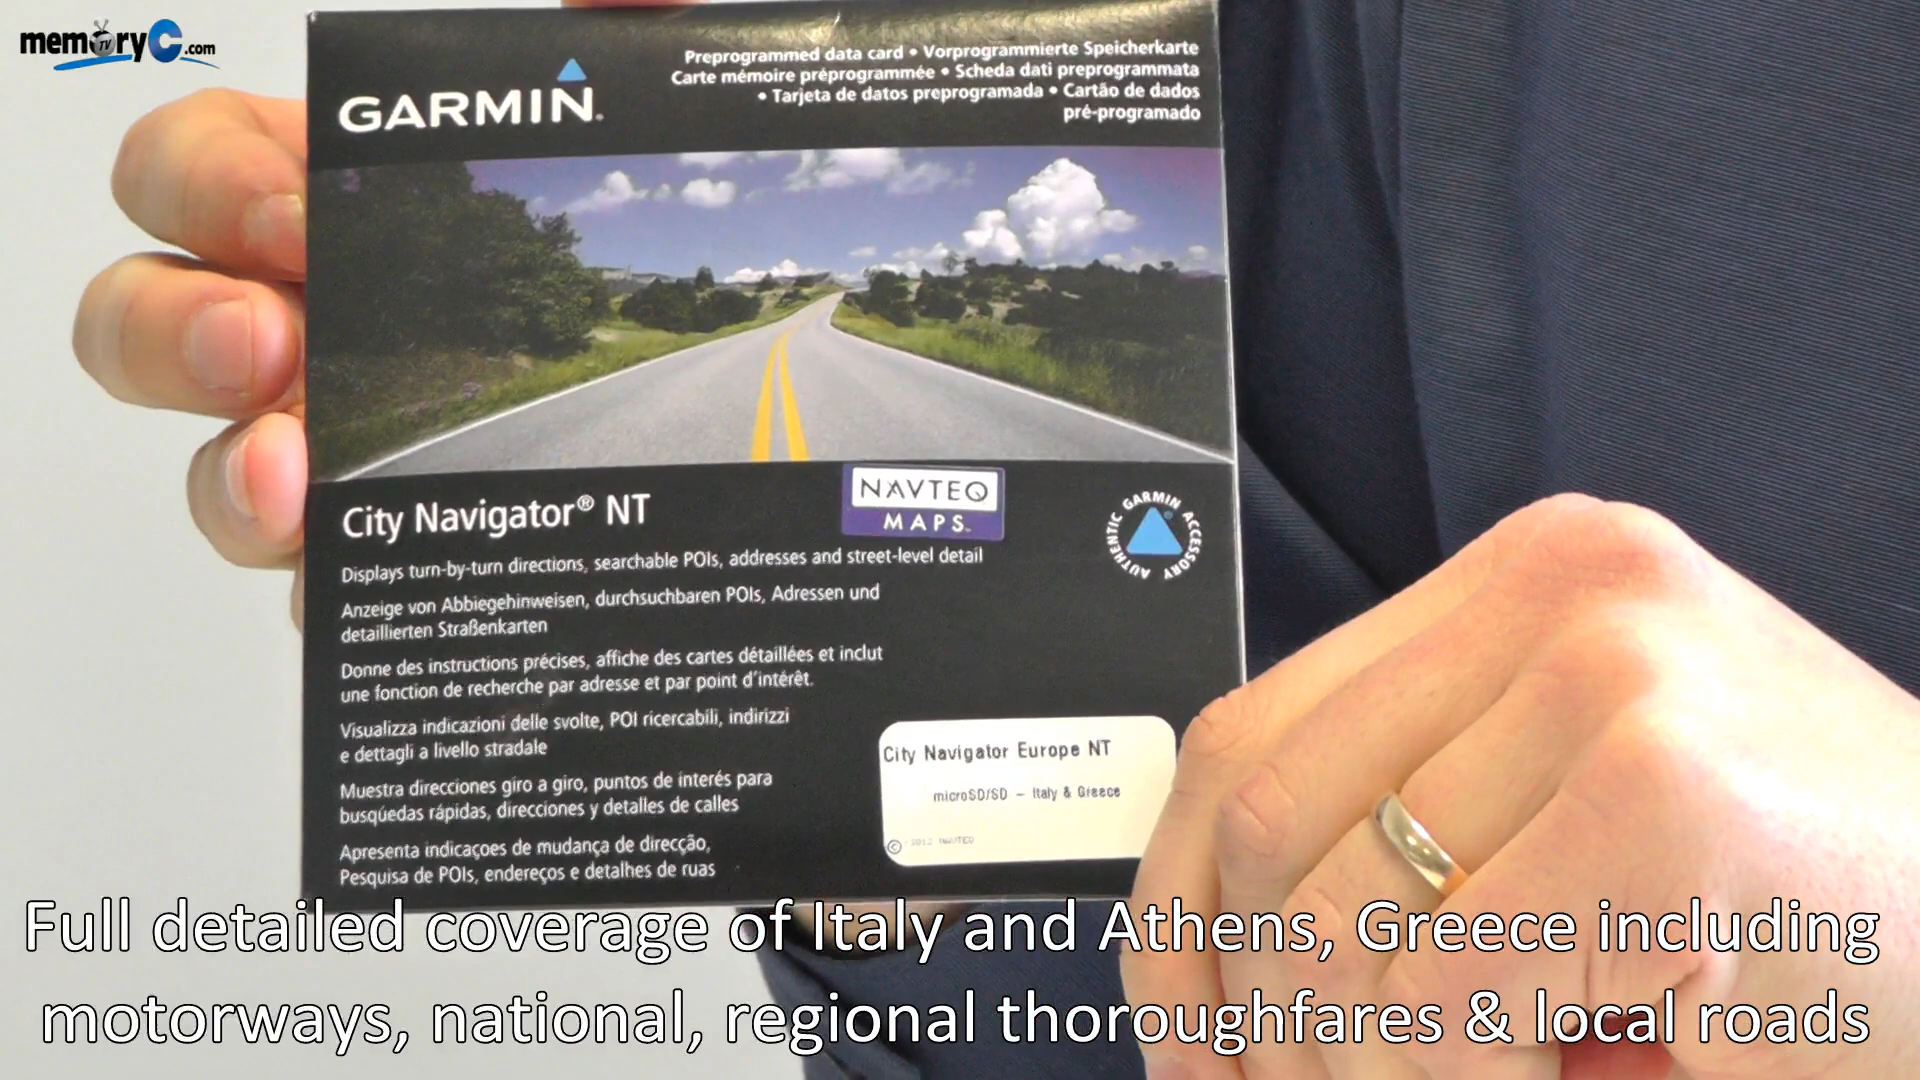 memoryC.com
TV
Preprogrammed data card • Vorprogrammierte Speicherkarte
Carte mémoire préprogrammée • Scheda dati preprogrammata
• Tarjeta de datos preprogramada • Cartão de dados
pré-programado
GARMIN®
City Navigator® NT
NAVTEQ
MAPS™
AUTHENTIC GARMIN ACCESSORY
Displays turn-by-turn directions, searchable POIs, addresses and street-level detail
Anzeige von Abbiegehinweisen, durchsuchbaren POIs, Adressen und
detaillierten Straßenkarten
Donne des instructions précises, affiche des cartes détaillées et inclut
une fonction de recherche par adresse et par point d'intérêt.
Visualizza indicazioni delle svolte, POI ricercabili, indirizzi
e dettagli a livello stradale
Muestra direcciones giro a giro, puntos de interés para
busqúedas rápidas, direcciones y detalles de calles
Apresenta indicaçoes de mudança de direcção,
Pesquisa de POIs, endereços e detalhes de ruas
City Navigator Europe NT
microSD/SD - Italy & Greece
© 2012 NAVTEQ
Full detailed coverage of Italy and Athens, Greece including
motorways, national, regional thoroughfares & local roads